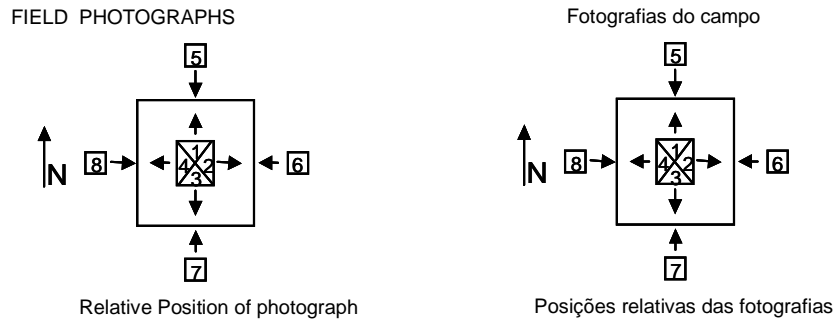 FIELD PHOTOGRAPHS
5
1
8 4 2 6
N
3
7
Relative Position of photograph
Fotografias do campo
5
1
8 4 2 6
N
3
7
Posições relativas das fotografias